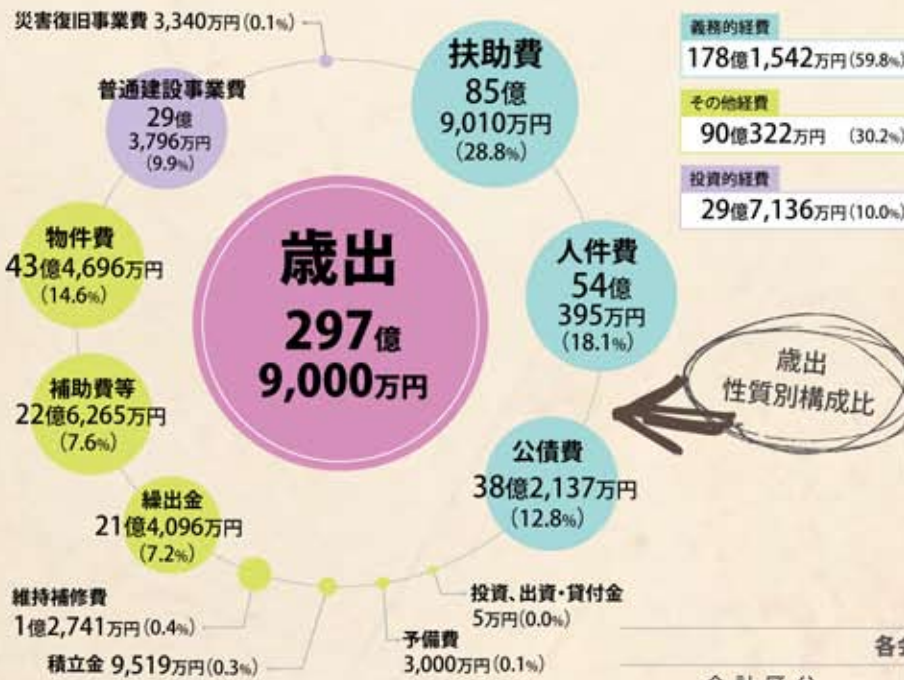 災害復旧事業費 3,340万円(0.1%)
普通建設事業費
29億
3,796万円
(9.9%)
扶助費
85億
9,010万円
(28.8%)
義務的経費
178億1,542万円(59.8%)
その他経費
90億322万円 (30.2%)
投資的経費
29億7,136万円(10.0%)
物件費
43億4,696万円
(14.6%)
歳出
297億
9,000万円
人件費
54億
395万円
(18.1%)
歳出
性質別構成比
補助費等
22億6,265万円
(7.6%)
公債費
38億2,137万円
(12.8%)
繰出金
21億4,096万円
(7.2%)
維持補修費
1億2,741万円(0.4%)
積立金 9,519万円(0.3%)
予備費
3,000万円(0.1%)
投資、出資・貸付金
5万円(0.0%)
各会